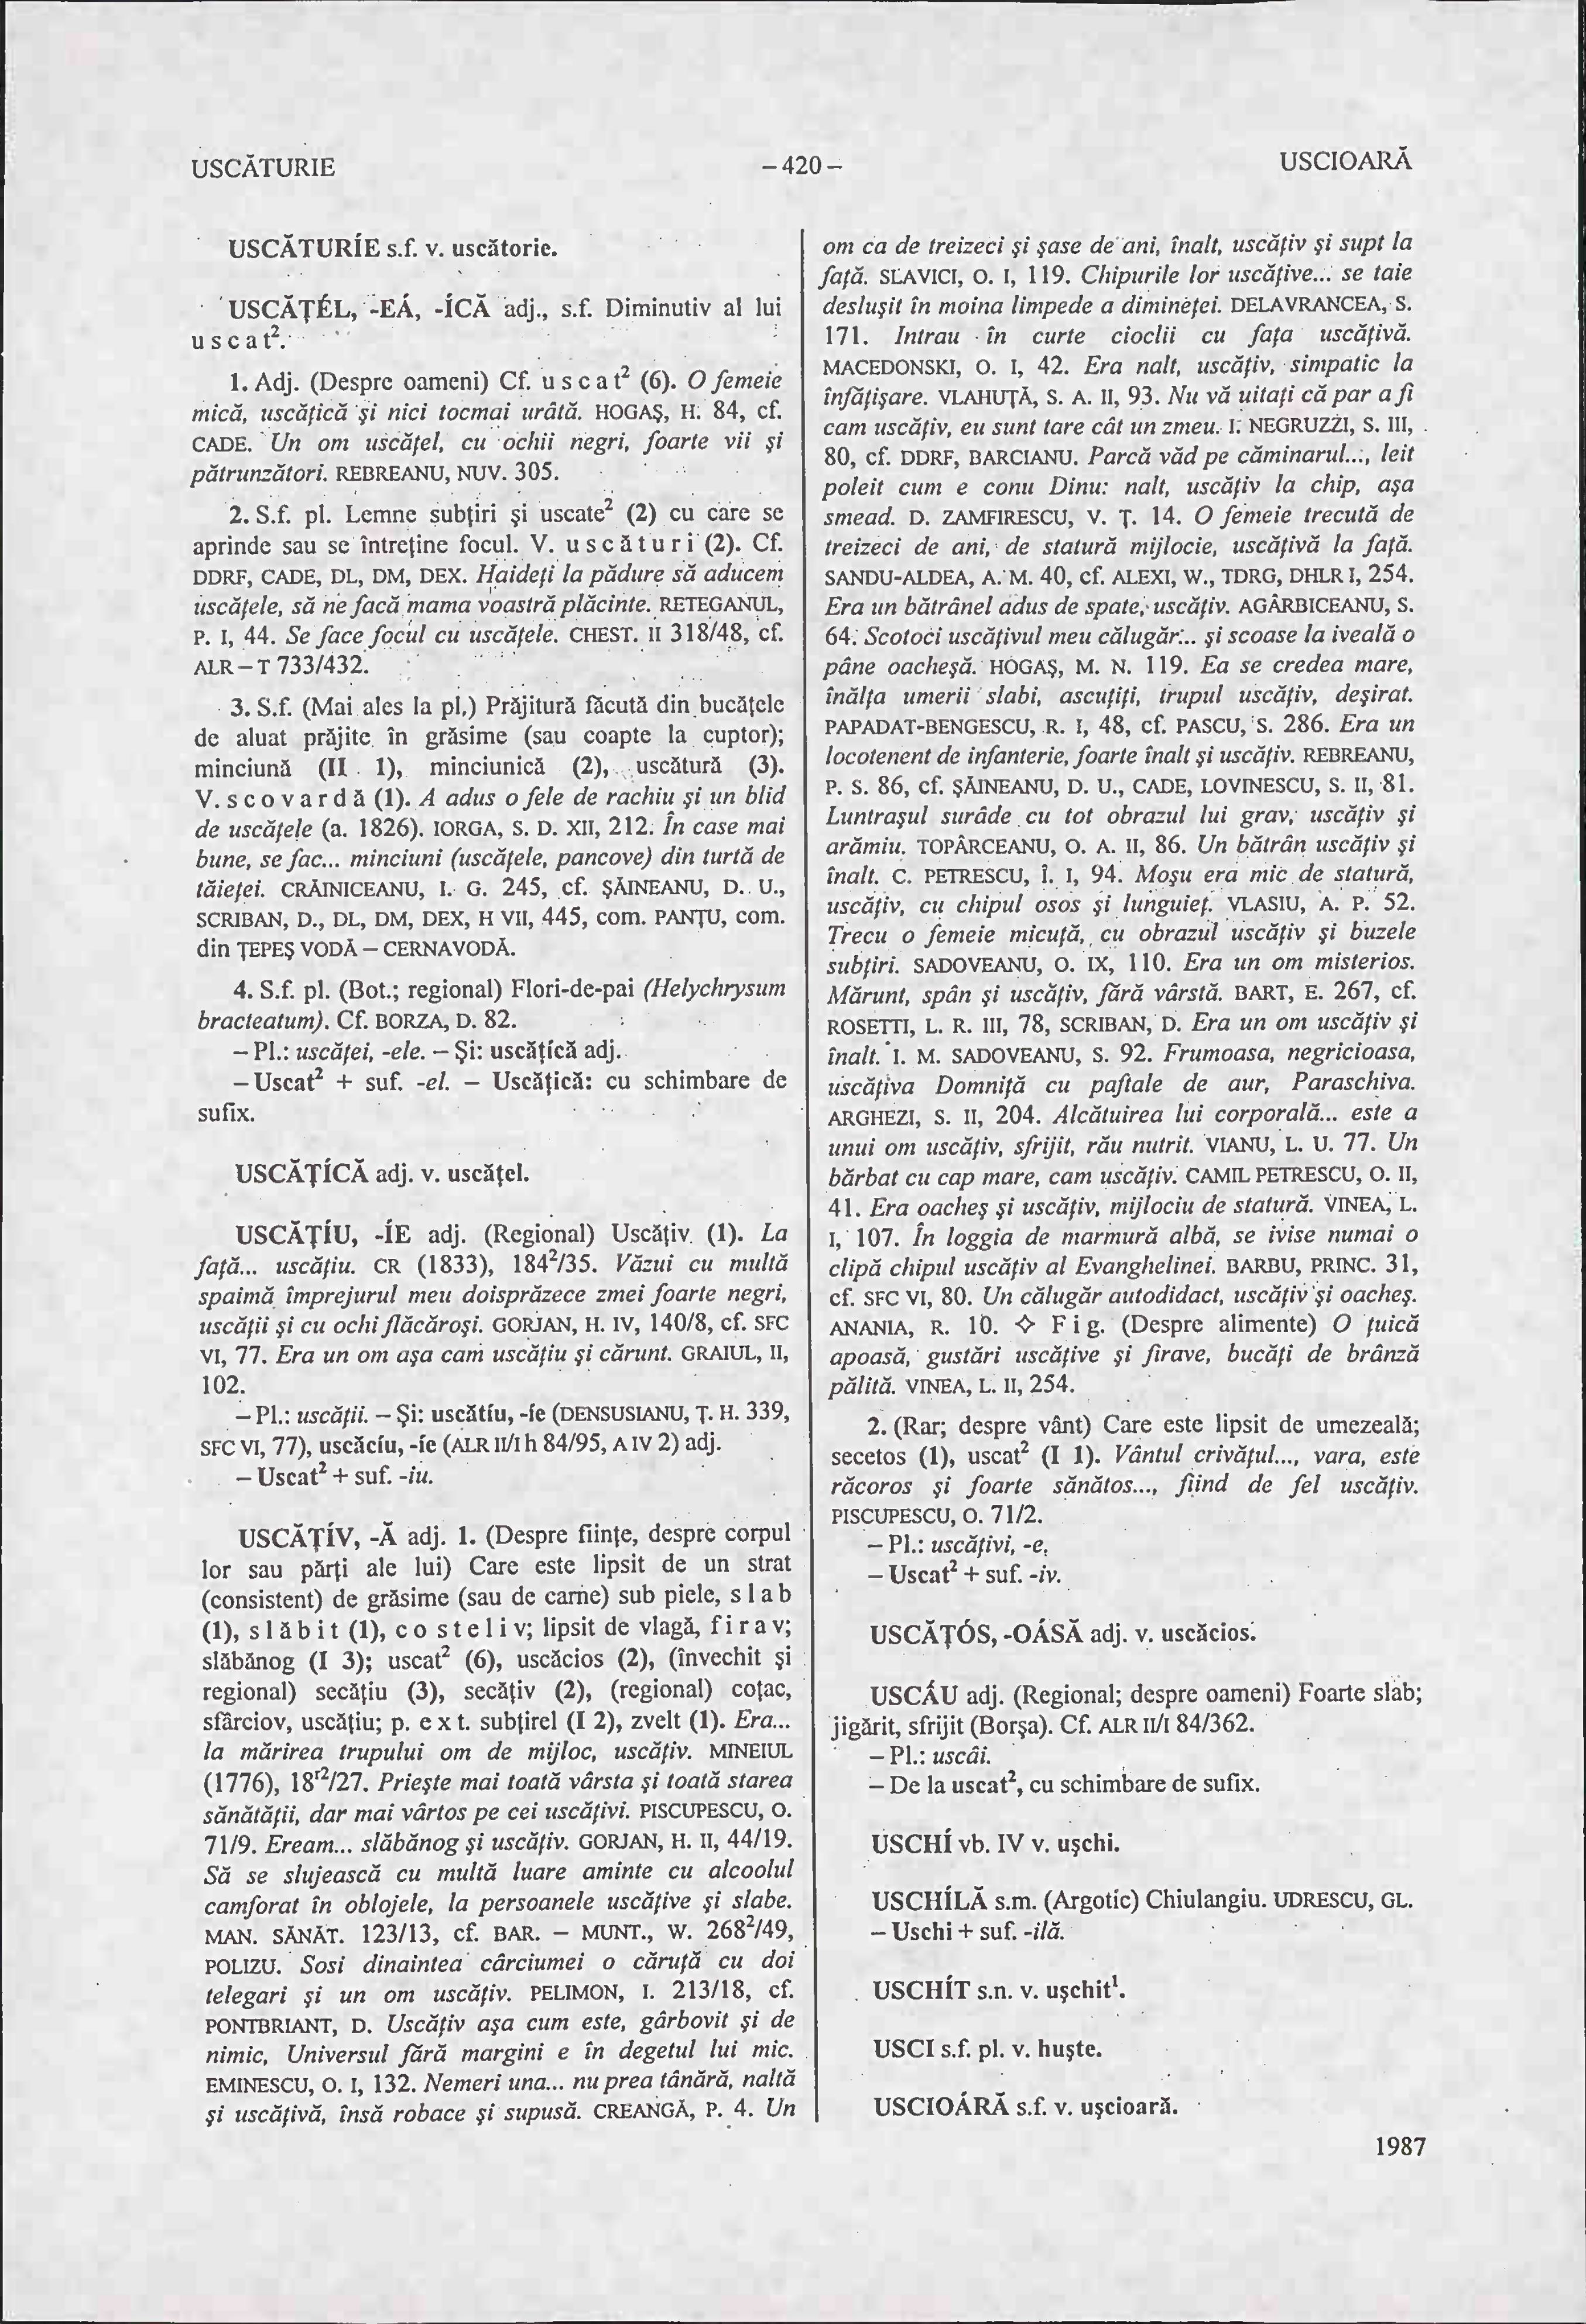 USCĂTURIE
–420–
USCIOARĂ
USCĂTURÍE s.f. v. uscătorie.
USCĂŢÉL, -EÁ, -ÍCĂ adj., s.f. Diminutiv al lui
u s c a t².
1. Adj. (Despre oameni) Cf. u s c a t² (6). O femeie
mică, uscăţică şi nici tocmai urâtă. HOGAŞ, H. 84, cf.
CADE. Un om uscăţel, cu ochii negri, foarte vii şi
pătrunzători. REBREANU, NUV. 305.
2. S.f. pl. Lemne subţiri şi uscate² (2) cu care se
aprinde sau se întreţine focul. V. u s c ă t u r i (2). Cf.
DDRF, CADE, DL, DM, DEX. Haideţi la pădure să aducem
uscăţele, să ne facă mama voastră plăcinte. RETEGANUL,
P. I, 44. Se face focul cu uscăţele. CHEST. II 318/48, cf.
ALR – T 733/432.
3. S.f. (Mai ales la pl.) Prăjitură făcută din bucăţele
de aluat prăjite în grăsime (sau coapte la cuptor);
minciună (II 1), minciunică (2), uscătură (3).
V. s c o v a r d ă (1). A adus o fele de rachiu şi un blid
de uscăţele (a. 1826). IORGA, S. D. XII, 212. În case mai
bune, se fac... minciuni (uscăţele, pancove) din turtă de
tăieţei. CRĂINICEANU, I. G. 245, cf. ŞĂINEANU, D. U.,
SCRIBAN, D., DL, DM, DEX, H VII, 445, com. PANŢU, com.
din ŢEPEŞ VODĂ – CERNAVODĂ.
4. S.f. pl. (Bot.; regional) Flori-de-pai (Helychrysum
bracteatum). Cf. BORZA, D. 82.
– Pl.: uscăţei, -ele. – Şi: uscăţícă adj.
– Uscat² + suf. -el. – Uscăţică: cu schimbare de
sufix.
USCĂŢÍCĂ adj. v. uscăţel.
USCĂŢÍU, -ÍE adj. (Regional) Uscăţiv (1). La
faţă... uscăţiu. CR (1833), 184²/35. Văzui cu multă
spaimă împrejurul meu doisprăzece zmei foarte negri,
uscăţii şi cu ochi flăcăroşi. GORJAN, H. IV, 140/8, cf. SFC
VI, 77. Era un om aşa cam uscăţiu şi cărunt. GRAIUL, II,
102.
– Pl.: uscăţii. – Şi: uscătíu, -íe (DENSUSIANU, Ţ. H. 339,
SFC VI, 77), uscăcíu, -íe (ALR II/I h 84/95, A IV 2) adj.
– Uscat² + suf. -iu.
USCĂŢÍV, -Ă adj. 1. (Despre fiinţe, despre corpul
lor sau părţi ale lui) Care este lipsit de un strat
(consistent) de grăsime (sau de carne) sub piele, s l a b
(1), s l ă b i t (1), c o s t e l i v; lipsit de vlagă, f i r a v;
slăbănog (I 3); uscat² (6), uscăcios (2), (învechit şi
regional) secăţiu (3), secăţiv (2), (regional) coţac,
sfârciov, uscăţiu; p. e x t. subţirel (I 2), zvelt (1). Era...
la mărirea trupului om de mijloc, uscăţiv. MINEIUL
(1776), 18ʳ²/27. Prieşte mai toată vârsta şi toată starea
sănătăţii, dar mai vârtos pe cei uscăţivi. PISCUPESCU, O.
71/9. Eream... slăbănog şi uscăţiv. GORJAN, H. II, 44/19.
Să se slujească cu multă luare aminte cu alcoolul
camforat în oblojele, la persoanele uscăţive şi slabe.
MAN. SĂNĂT. 123/13, cf. BAR. – MUNT., W. 268²/49,
POLIZU. Sosi dinaintea cârciumei o căruţă cu doi
telegari şi un om uscăţiv. PELIMON, I. 213/18, cf.
PONTBRIANT, D. Uscăţiv aşa cum este, gârbovit şi de
nimic, Universul fără margini e în degetul lui mic.
EMINESCU, O. I, 132. Nemeri una... nu prea tânără, naltă
şi uscăţivă, însă robace şi supusă. CREANGĂ, P. 4. Un
om ca de treizeci şi şase de ani, înalt, uscăţiv şi supt la
faţă. SLAVICI, O. I, 119. Chipurile lor uscăţive... se taie
desluşit în moina limpede a dimineţei. DELAVRANCEA, S.
171. Intrau în curte cioclii cu faţa uscăţivă.
MACEDONSKI, O. I, 42. Era nalt, uscăţiv, simpatic la
înfăţişare. VLAHUŢĂ, S. A. II, 93. Nu vă uitaţi că par a fi
cam uscăţiv, eu sunt tare cât un zmeu. I. NEGRUZZI, S. III,
80, cf. DDRF, BARCIANU. Parcă văd pe căminarul..., leit
poleit cum e conu Dinu: nalt, uscăţiv la chip, aşa
smead. D. ZAMFIRESCU, V. Ţ. 14. O femeie trecută de
treizeci de ani, de statură mijlocie, uscăţivă la faţă.
SANDU-ALDEA, A. M. 40, cf. ALEXI, W., TDRG, DHLR I, 254.
Era un bătrânel adus de spate, uscăţiv. AGÂRBICEANU, S.
64. Scotoci uscăţivul meu călugăr... şi scoase la iveală o
pâne oacheşă. HOGAŞ, M. N. 119. Ea se credea mare,
înălţa umerii slabi, ascuţiţi, trupul uscăţiv, deşirat.
PAPADAT-BENGESCU, R. I, 48, cf. PASCU, S. 286. Era un
locotenent de infanterie, foarte înalt şi uscăţiv. REBREANU,
P. S. 86, cf. ŞĂINEANU, D. U., CADE, LOVINESCU, S. II, 81.
Luntraşul surâde cu tot obrazul lui grav, uscăţiv şi
arămiu. TOPÂRCEANU, O. A. II, 86. Un bătrân uscăţiv şi
înalt. C. PETRESCU, Î. I, 94. Moşu era mic de statură,
uscăţiv, cu chipul osos şi lunguieţ. VLASIU, A. P. 52.
Trecu o femeie micuţă, cu obrazul uscăţiv şi buzele
subţiri. SADOVEANU, O. IX, 110. Era un om misterios.
Mărunt, spân şi uscăţiv, fără vârstă. BART, E. 267, cf.
ROSETTI, L. R. III, 78, SCRIBAN, D. Era un om uscăţiv şi
înalt. I. M. SADOVEANU, S. 92. Frumoasa, negricioasa,
uscăţiva Domniţă cu paftale de aur, Paraschiva.
ARGHEZI, S. II, 204. Alcătuirea lui corporală... este a
unui om uscăţiv, sfrijit, rău nutrit. VIANU, L. U. 77. Un
bărbat cu cap mare, cam uscăţiv. CAMIL PETRESCU, O. II,
41. Era oacheş şi uscăţiv, mijlociu de statură. VINEA, L.
I, 107. În loggia de marmură albă, se ivise numai o
clipă chipul uscăţiv al Evanghelinei. BARBU, PRINC. 31,
cf. SFC VI, 80. Un călugăr autodidact, uscăţiv şi oacheş.
ANANIA, R. 10. ◇ F i g. (Despre alimente) O ţuică
apoasă, gustări uscăţive şi firave, bucăţi de brânză
pălită. VINEA, L. II, 254.
2. (Rar; despre vânt) Care este lipsit de umezeală;
secetos (1), uscat² (I 1). Vântul crivăţul..., vara, este
răcoros şi foarte sănătos..., fiind de fel uscăţiv.
PISCUPESCU, O. 71/2.
– Pl.: uscăţivi, -e.
– Uscat² + suf. -iv.
USCĂŢÓS, -OÁSĂ adj. v. uscăcios.
USCẤU adj. (Regional; despre oameni) Foarte slab;
jigărit, sfrijit (Borşa). Cf. ALR II/I 84/362.
– Pl.: uscâi.
– De la uscat², cu schimbare de sufix.
USCHÍ vb. IV v. uşchi.
USCHÍLĂ s.m. (Argotic) Chiulangiu. UDRESCU, GL.
– Uschi + suf. -ilă.
USCHÍT s.n. v. uşchit¹.
USCI s.f. pl. v. huşte.
USCIOÁRĂ s.f. v. uşcioară.
1987